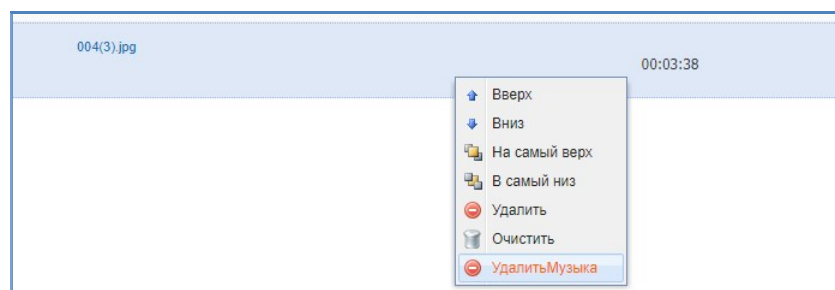 004(3).jpg
00:03:38
Вверх
Вниз
На самый верх
В самый низ
Удалить
Очистить
УдалитьМузыка